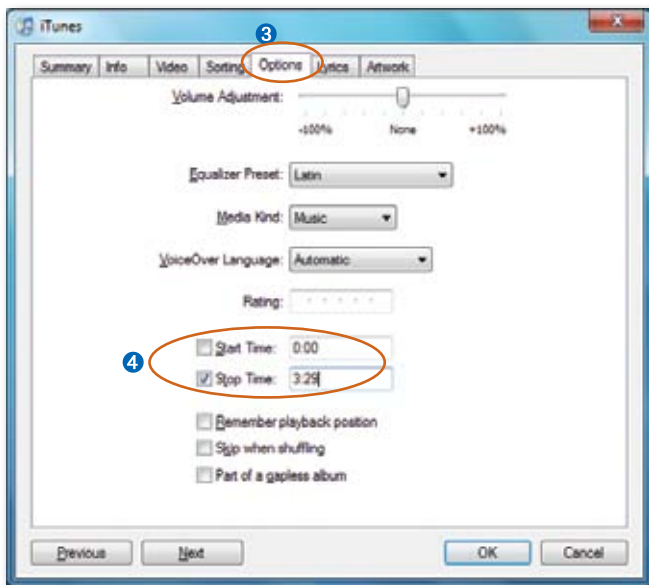 iTunes
3
Summary Info Video Sorting Options Lyrics Artwork
Volume Adjustment:
-100% None +100%
Equalizer Preset: Latin
Media Kind: Music
VoiceOver Language: Automatic
Rating:
4
Start Time: 0:00
Stop Time: 3:29
Remember playback position
Skip when shuffling
Part of a gapless album
Previous Next OK Cancel